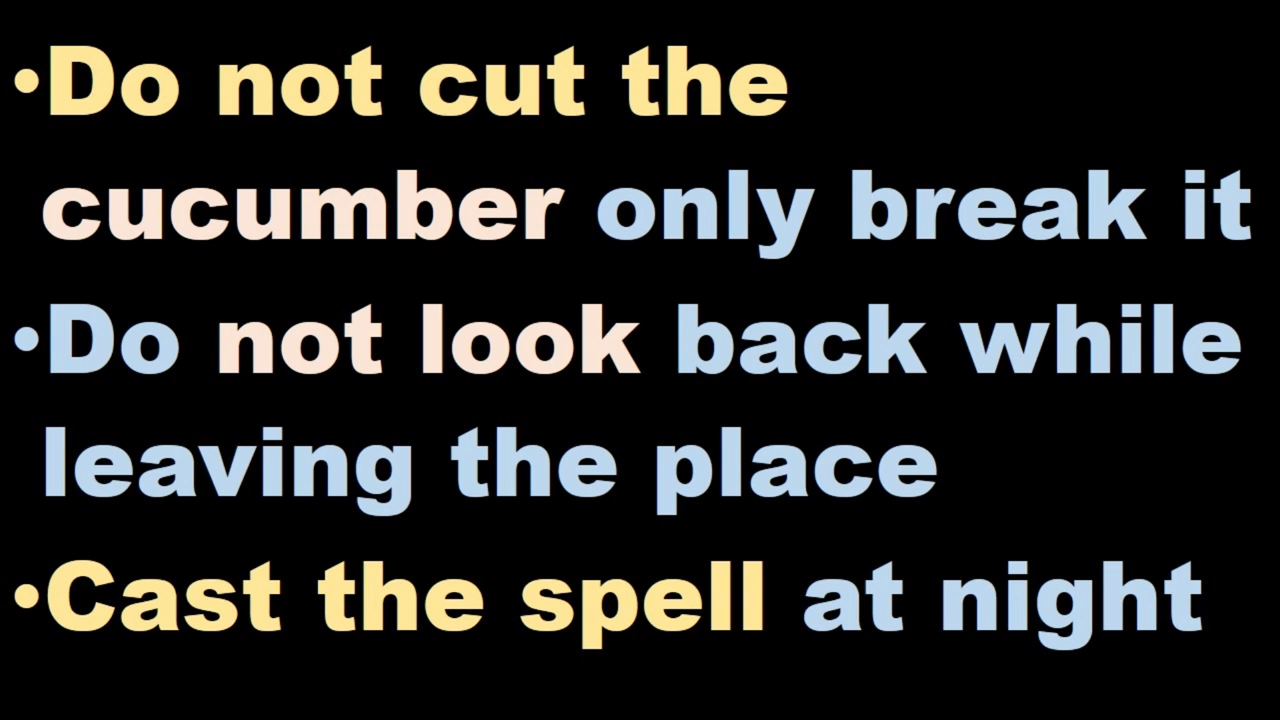 •Do not cut the
cucumber only break it
•Do not look back while
leaving the place
•Cast the spell at night